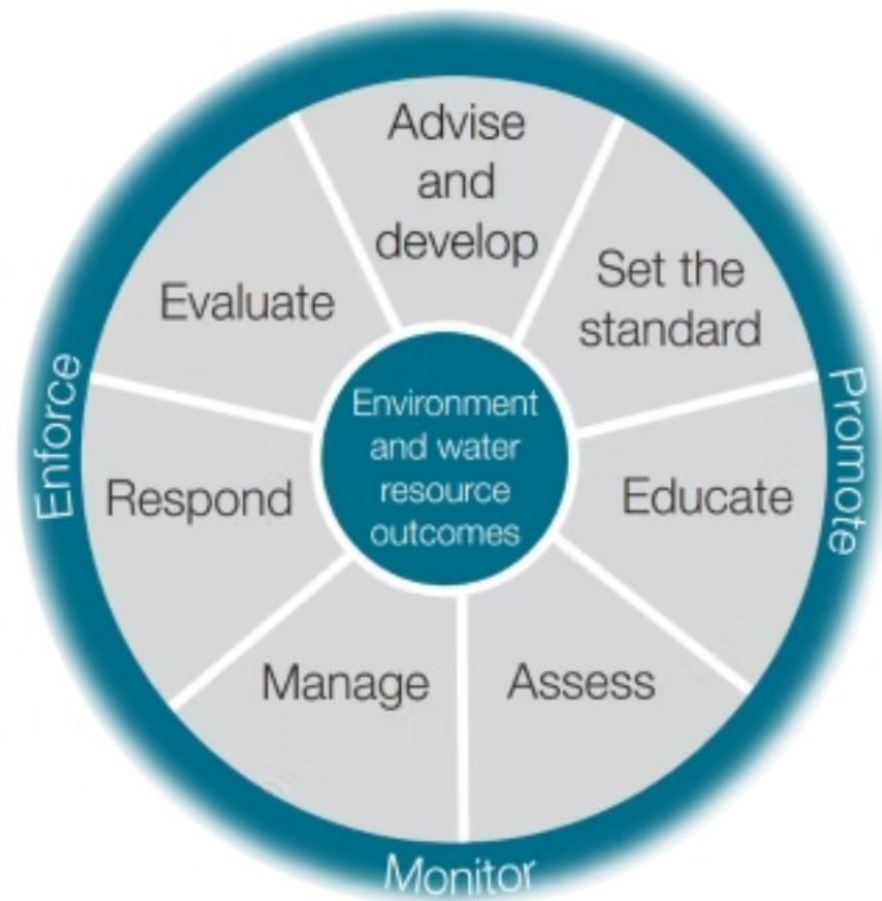 Advise
and
develop
Set the
standard
Educate
Assess
Manage
Respond
Evaluate
Environment
and water
resource
outcomes
Promote
Monitor
Enforce